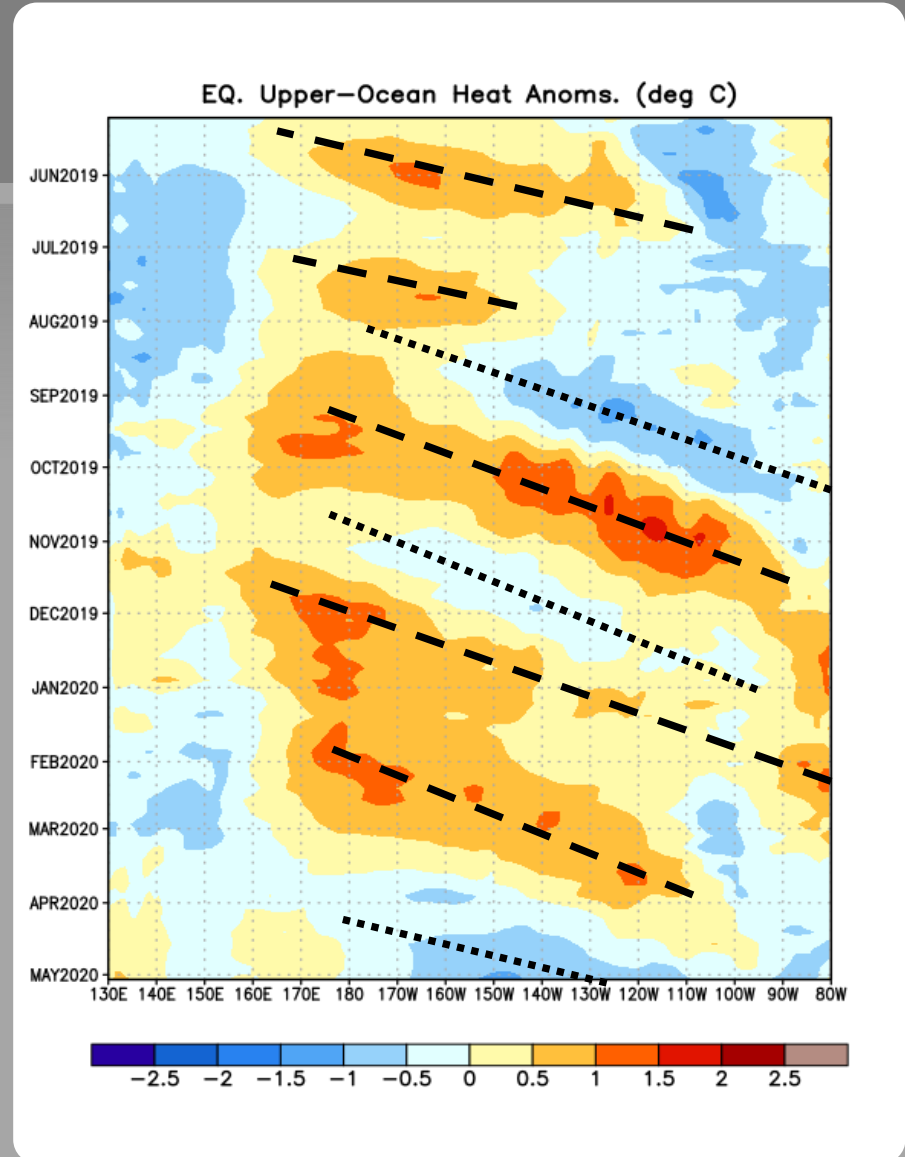 EQ. Upper-Ocean Heat Anoms. (deg C)
JUN2019
JUL2019
AUG2019
SEP2019
OCT2019
NOV2019
DEC2019
JAN2020
FEB2020
MAR2020
APR2020
MAY2020
130E 140E 150E 160E 170E 180 170W 160W 150W 140W 130W 120W 110W 100W 90W 80W
−2.5 −2 −1.5 −1 −0.5 0 0.5 1 1.5 2 2.5